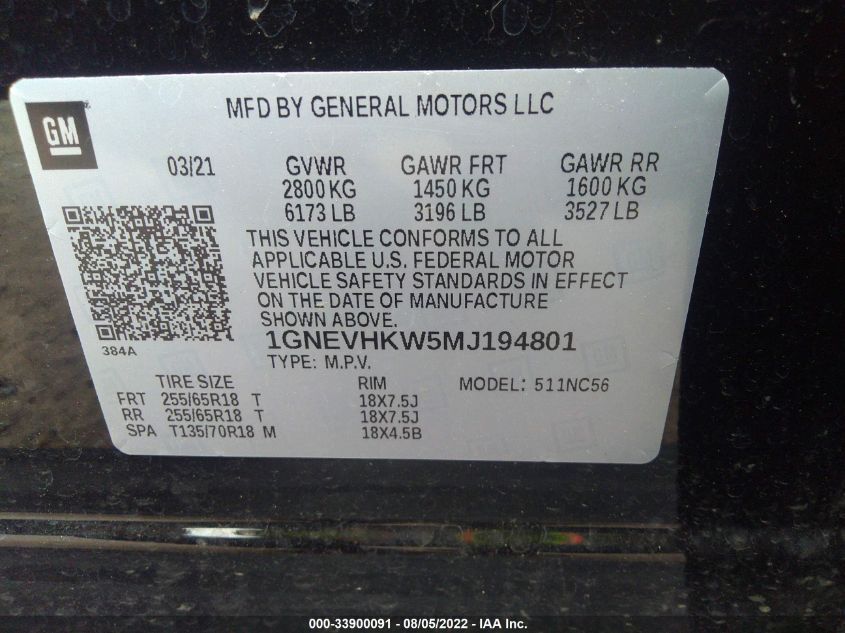 GM
MFD BY GENERAL MOTORS LLC
03/21 GVWR GAWR FRT GAWR RR
2800 KG 1450 KG 1600 KG
6173 LB 3196 LB 3527 LB
THIS VEHICLE CONFORMS TO ALL
APPLICABLE U.S. FEDERAL MOTOR
VEHICLE SAFETY STANDARDS IN EFFECT
ON THE DATE OF MANUFACTURE
SHOWN ABOVE.
384A
1GNEVHKW5MJ194801
TYPE: M.P.V.
TIRE SIZE RIM MODEL: 511NC56
FRT 255/65R18 T 18X7.5J
RR 255/65R18 T 18X7.5J
SPA T135/70R18 M 18X4.5B
000-33900091 - 08/05/2022 - IAA Inc.